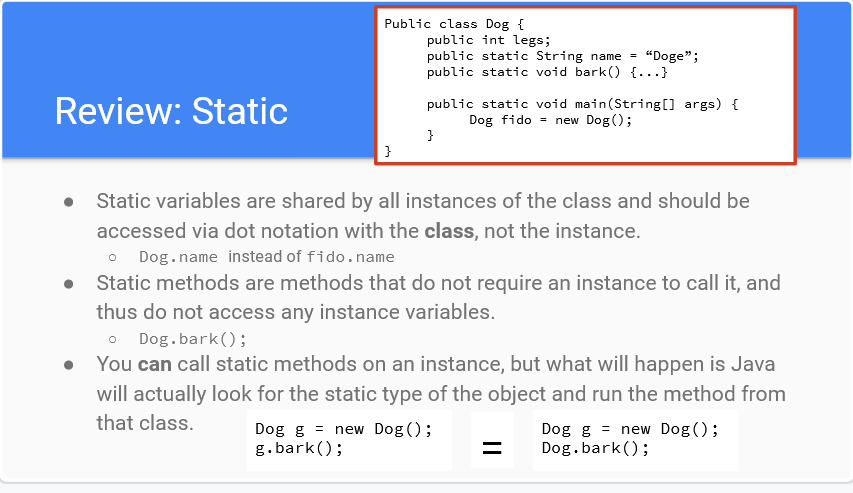 Public class Dog {
public int legs;
public static String name = “Doge”;
public static void bark() {...}
public static void main(String[] args) {
Dog fido = new Dog();
}
}
Review: Static
● Static variables are shared by all instances of the class and should be
accessed via dot notation with the class, not the instance.
○ Dog.name instead of fido.name
● Static methods are methods that do not require an instance to call it, and
thus do not access any instance variables.
○ Dog.bark();
● You can call static methods on an instance, but what will happen is Java
will actually look for the static type of the object and run the method from
that class.
Dog g = new Dog();
g.bark();
=
Dog g = new Dog();
Dog.bark();